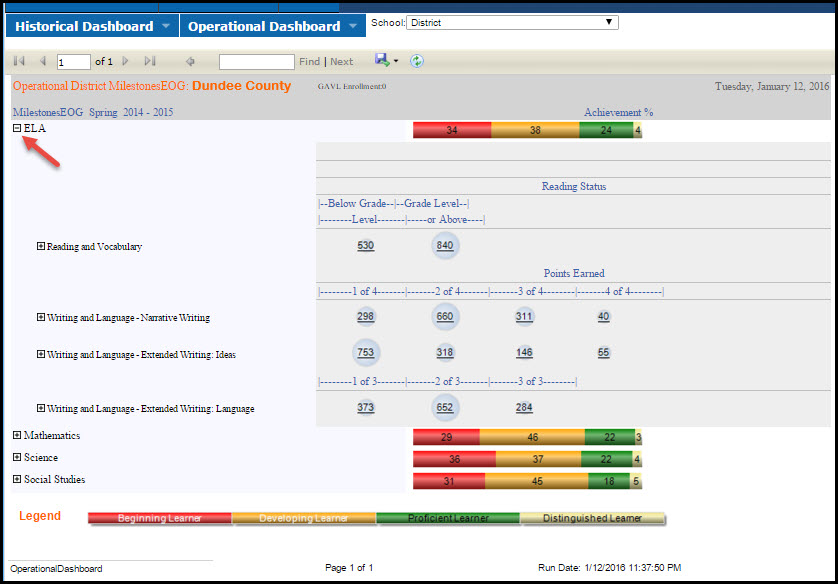 Historical Dashboard Operational Dashboard School: District
1 of 1 Find | Next
Operational District MilestonesEOG: Dundee County GAVL Enrollment:0 Tuesday, January 12, 2016
MilestonesEOG Spring 2014 - 2015 Achievement %
ELA 34 38 24 4
Reading Status
|--Below Grade--|--Grade Level--|
|--------Level-------|-----or Above----|
Reading and Vocabulary 530 840
Points Earned
|--------1 of 4-------|-------2 of 4-------|-------3 of 4-------|-------4 of 4-------|
Writing and Language - Narrative Writing 298 660 311 40
Writing and Language - Extended Writing: Ideas 753 318 146 55
|--------1 of 3-------|-------2 of 3-------|-------3 of 3-------|
Writing and Language - Extended Writing: Language 373 652 284
Mathematics 29 46 22 3
Science 36 37 22 4
Social Studies 31 45 18 5
Legend Beginning Learner Developing Learner Proficient Learner Distinguished Learner
OperationalDashboard Page 1 of 1 Run Date: 1/12/2016 11:37:50 PM